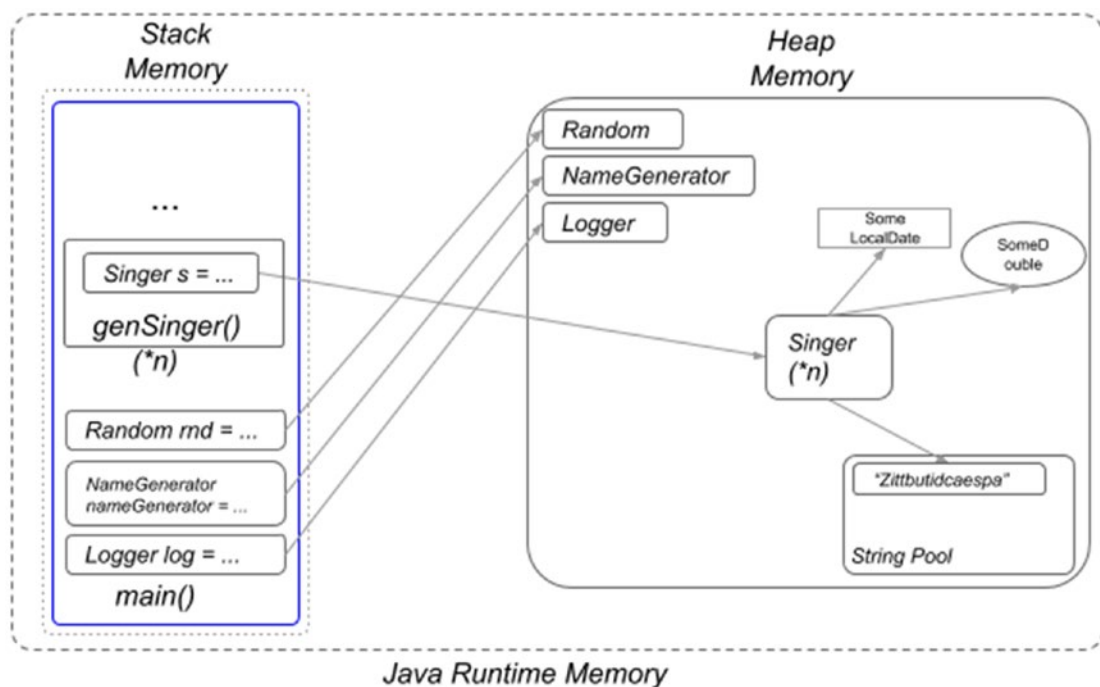 Stack
Memory
...
Singer s = ...
genSinger()
(*n)
Random rnd = ...
NameGenerator
nameGenerator = ...
Logger log = ...
main()
Heap
Memory
Random
NameGenerator
Logger
Some
LocalDate
SomeD
ouble
Singer
(*n)
"Zittbutidcaespa"
String Pool
Java Runtime Memory